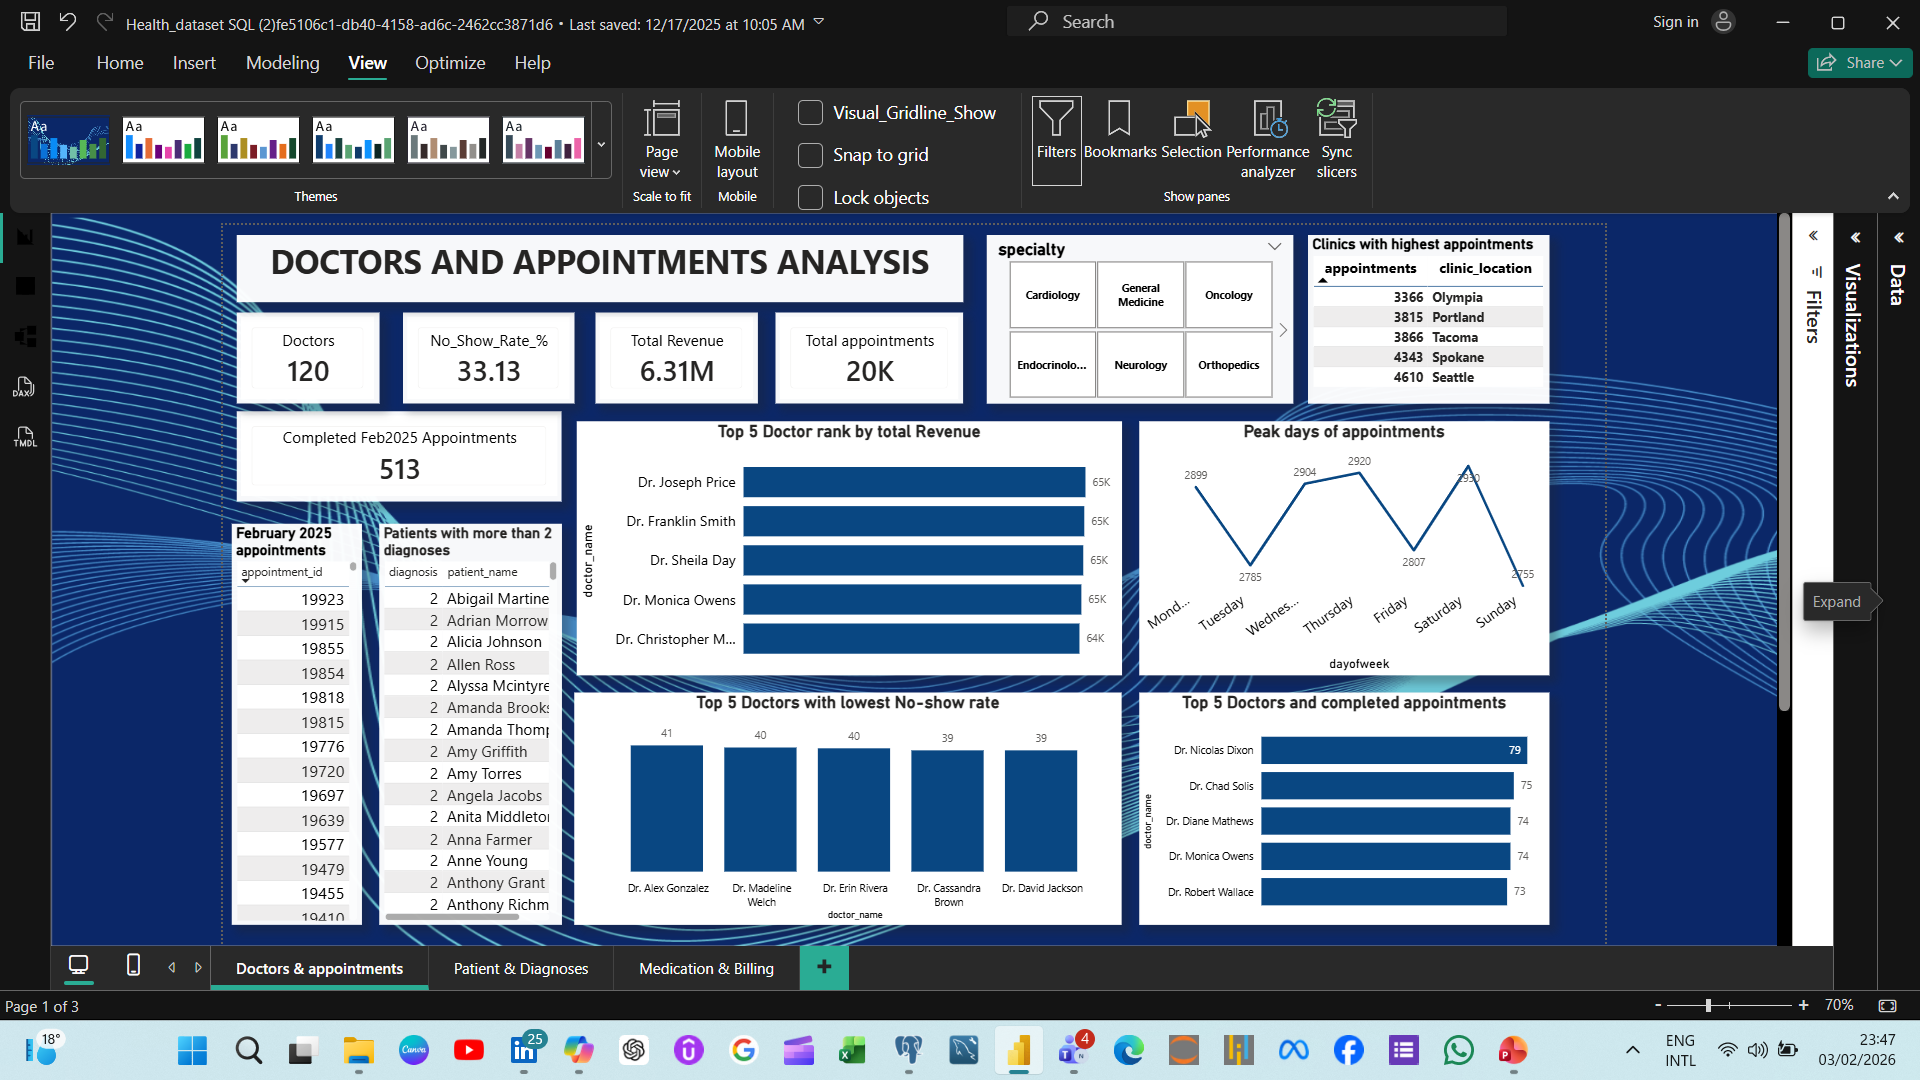 Health_dataset SQL (2)fe5106c1-db40-4158-ad6c-2462cc3871d6 • Last saved: 12/17/2025 at 10:05 AM
Search
Sign in
File
Home
Insert
Modeling
View
Optimize
Help
Share
Aa
Aa
Aa
Aa
Aa
Aa
Themes
Page view
Scale to fit
Mobile layout
Mobile
Visual_Gridline_Show
Snap to grid
Lock objects
Filters
Bookmarks
Selection
Performance analyzer
Sync slicers
Show panes
DAX
TMDL
DOCTORS AND APPOINTMENTS ANALYSIS
Doctors
120
No_Show_Rate_%
33.13
Total Revenue
6.31M
Total appointments
20K
specialty
Cardiology
General Medicine
Oncology
Endocrinolo...
Neurology
Orthopedics
Clinics with highest appointments
appointments clinic_location
3366 Olympia
3815 Portland
3866 Tacoma
4343 Spokane
4610 Seattle
Completed Feb2025 Appointments
513
February 2025
appointments
appointment_id
19923
19915
19855
19854
19818
19815
19776
19720
19697
19639
19577
19479
19455
19410
Patients with more than 2
diagnoses
diagnosis patient_name
2 Abigail Martine
2 Adrian Morrow
2 Alicia Johnson
2 Allen Ross
2 Alyssa Mcintyre
2 Amanda Brooks
2 Amanda Thomp
2 Amy Griffith
2 Amy Torres
2 Angela Jacobs
2 Anita Middleton
2 Anna Farmer
2 Anne Young
2 Anthony Grant
2 Anthony Richm
Top 5 Doctor rank by total Revenue
doctor_name
Dr. Joseph Price 65K
Dr. Franklin Smith 65K
Dr. Sheila Day 65K
Dr. Monica Owens 65K
Dr. Christopher M... 64K
Peak days of appointments
2899
2785
2904
2920
2807
2930
2755
Mond...
Tuesday
Wednes...
Thursday
Friday
Saturday
Sunday
dayofweek
Top 5 Doctors with lowest No-show rate
41
40
40
39
39
Dr. Alex Gonzalez
Dr. Madeline Welch
Dr. Erin Rivera
Dr. Cassandra Brown
Dr. David Jackson
doctor_name
Top 5 Doctors and completed appointments
doctor_name
Dr. Nicolas Dixon 79
Dr. Chad Solis 75
Dr. Diane Mathews 74
Dr. Monica Owens 74
Dr. Robert Wallace 73
Filters
Visualizations
Data
Expand
Doctors & appointments
Patient & Diagnoses
Medication & Billing
+
Page 1 of 3
- + 70%
18°
Canva
25
4
ENG
INTL
23:47
03/02/2026